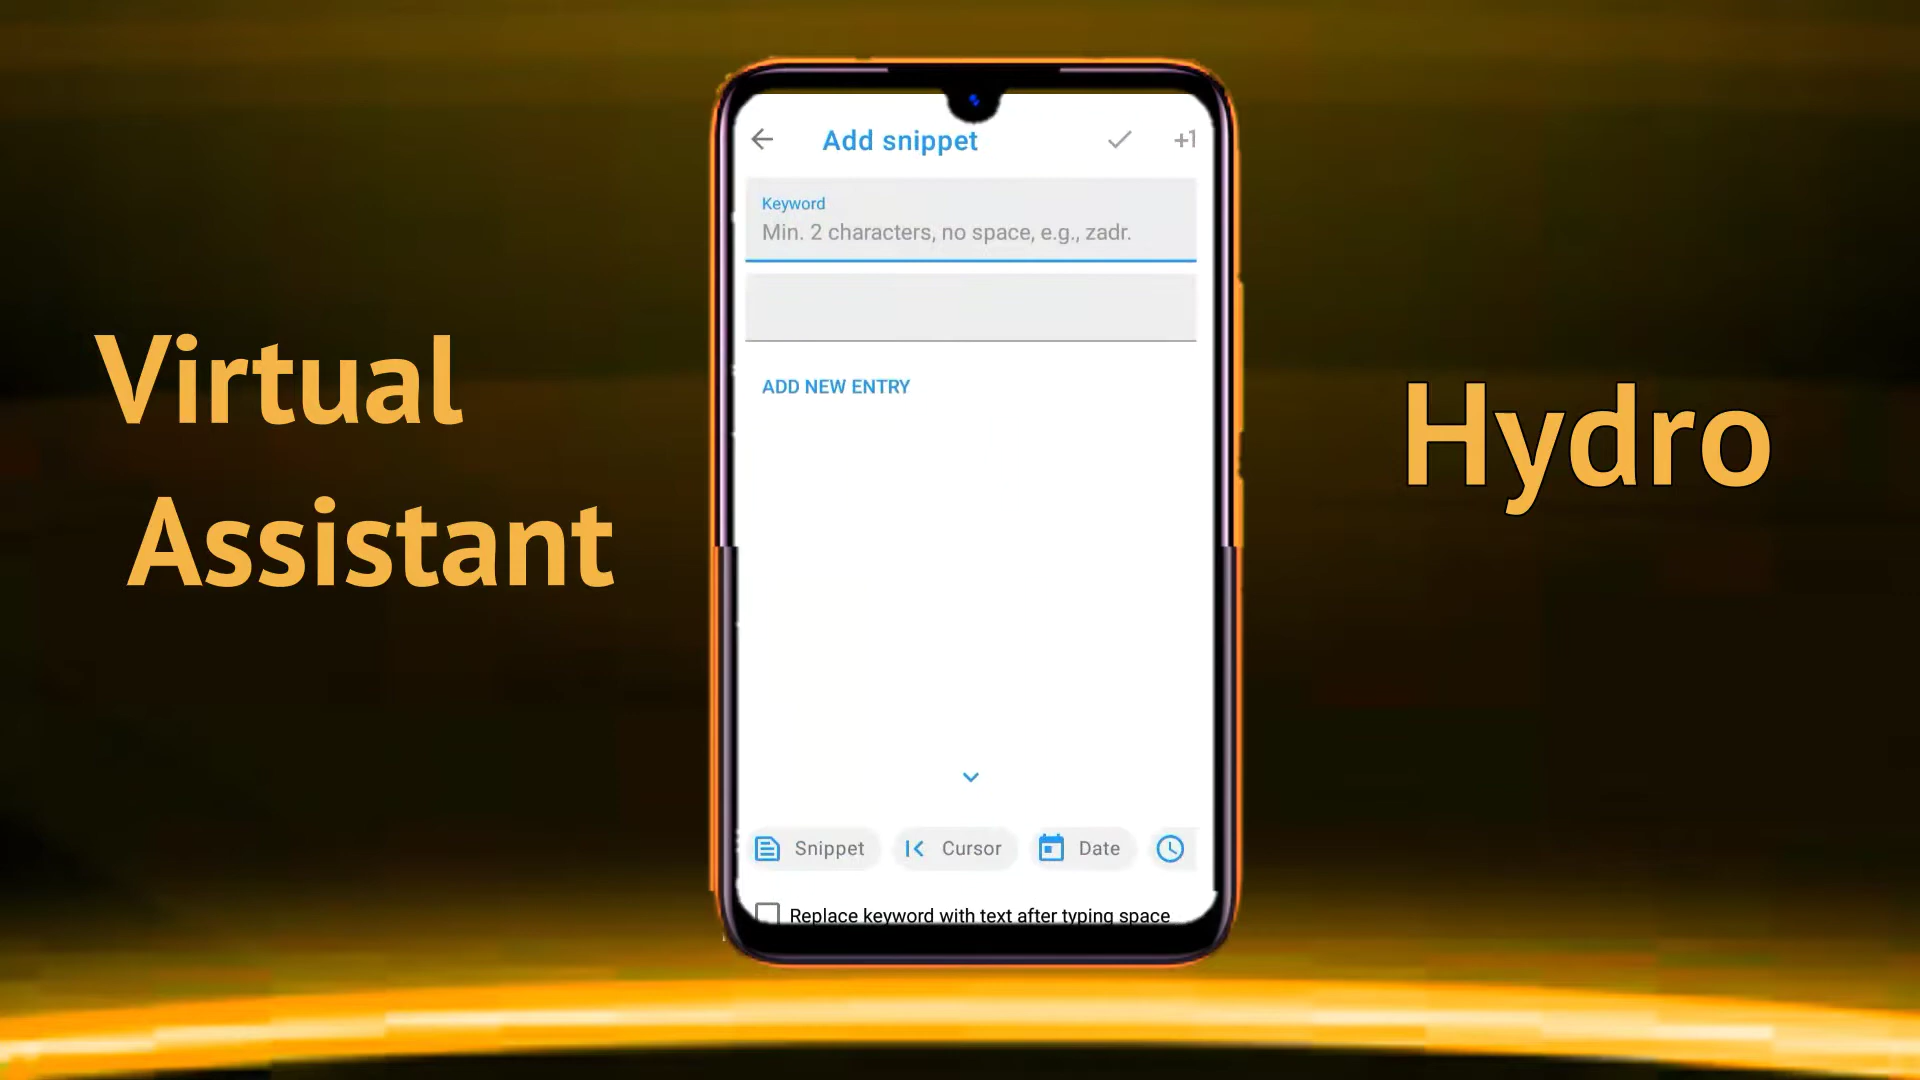 Virtual
Assistant
Add snippet
+1
Keyword
Min. 2 characters, no space, e.g., zadr.
ADD NEW ENTRY
Snippet
Cursor
Date
Replace keyword with text after typing space
Hydro